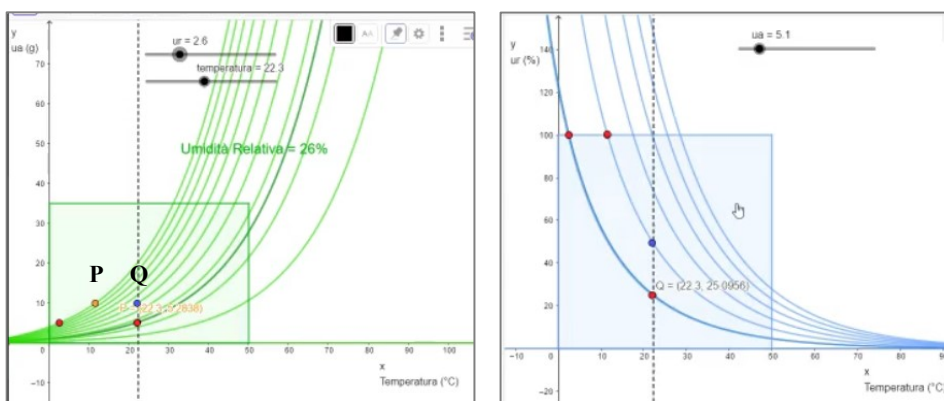 y
ua (g)
ur = 2.6
temperatura = 22.3
AA
Umidità Relativa = 26%
P
Q
70
60
50
40
30
20
10
0
-10
10
20
30
40
50
60
70
80
90
100
x
Temperatura (°C)
y
ur (%)
ua = 5.1
140
120
100
80
60
40
20
Q = (22.3, 25.0956)
-10
0
10
20
30
40
50
60
70
80
90
-20
x
Temperatura (°C)